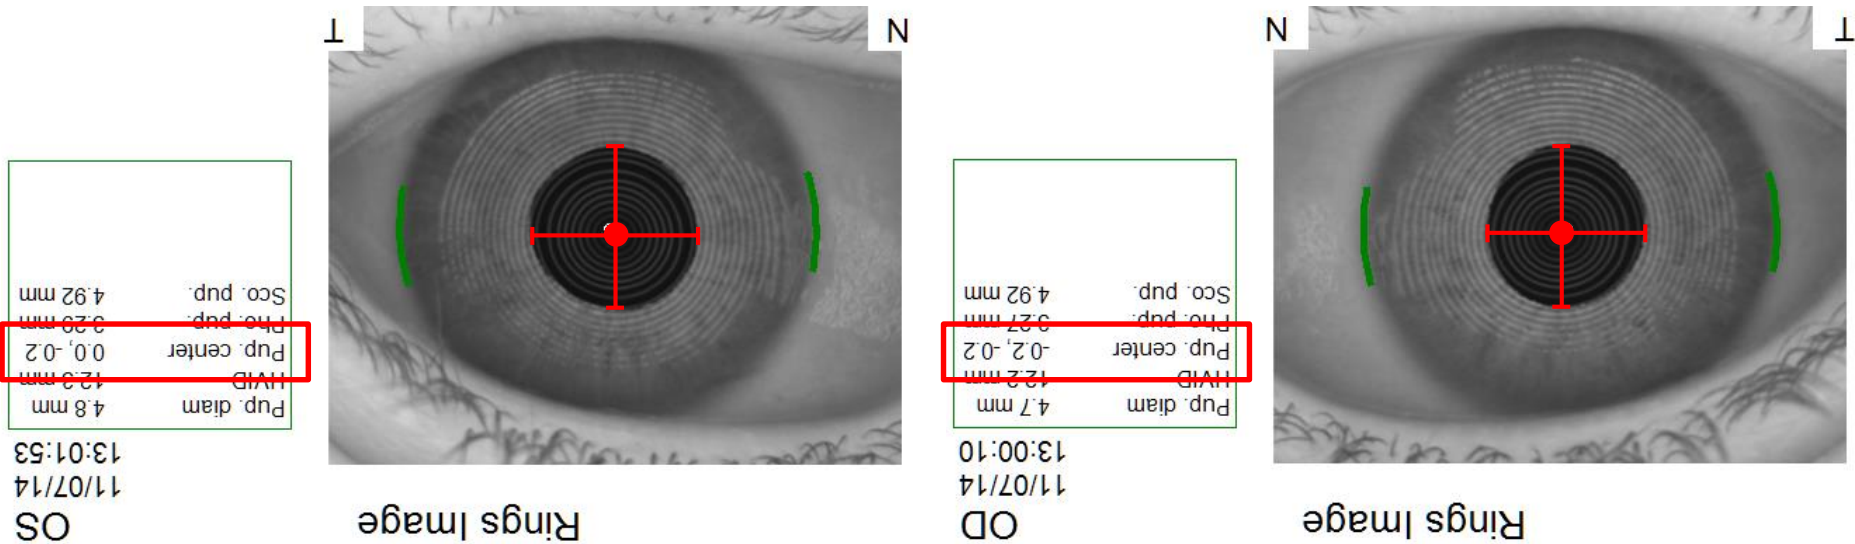 Rings Image
OD
11/07/14
13:00:10
Pup. diam 4.7 mm
HVID 12.2 mm
Pup. center -0.2, -0.2
Pho. pup. 3.27 mm
Sco. pup. 4.92 mm
T N
Rings Image
OS
11/07/14
13:01:53
Pup. diam 4.8 mm
HVID 12.3 mm
Pup. center 0.0, -0.2
Pho. pup. 3.29 mm
Sco. pup. 4.92 mm
N T